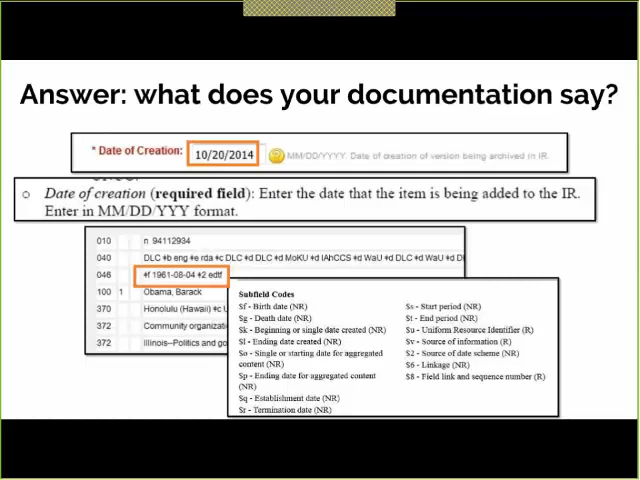 Answer: what does your documentation say?
* Date of Creation: 10/20/2014 MM/DD/YYYY. Date of creation of version being archived in IR.
o Date of creation (required field): Enter the date that the item is being added to the IR.
Enter in MM/DD/YYY format.
010 n 94112934
040 DLC ǂb eng ǂe rda ǂc DLC ǂd DLC ǂd MoKU ǂd IAhCCS ǂd WaU ǂd DLC ǂd WaU ǂd D
046 ǂf 1961-08-04 ǂ2 edtf
100 1 Obama, Barack
370 Honolulu (Hawaii) ǂc U
372 Community organizatio
372 Illinois--Politics and go
Subfield Codes
$f - Birth date (NR)
$g - Death date (NR)
$k - Beginning or single date created (NR)
$l - Ending date created (NR)
$o - Single or starting date for aggregated
content (NR)
$p - Ending date for aggregated content
(NR)
$q - Establishment date (NR)
$r - Termination date (NR)
$s - Start period (NR)
$t - End period (NR)
$u - Uniform Resource Identifier (R)
$v - Source of information (R)
$2 - Source of date scheme (NR)
$6 - Linkage (NR)
$8 - Field link and sequence number (R)